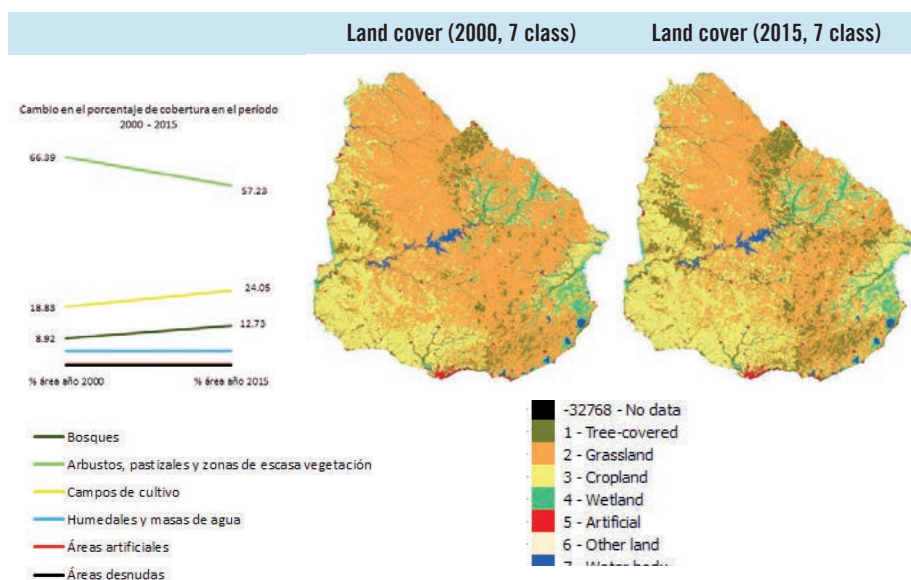 Land cover (2000, 7 class)
Land cover (2015, 7 class)
Cambio en el porcentaje de cobertura en el período
2000 - 2015
66.39
57.23
18.83
24.05
8.92
12.73
% área año 2000
% área año 2015
Bosques
Arbustos, pastizales y zonas de escasa vegetación
Campos de cultivo
Humedales y masas de agua
Áreas artificiales
Áreas desnudas
-32768 - No data
1 - Tree-covered
2 - Grassland
3 - Cropland
4 - Wetland
5 - Artificial
6 - Other land
7 - Water body